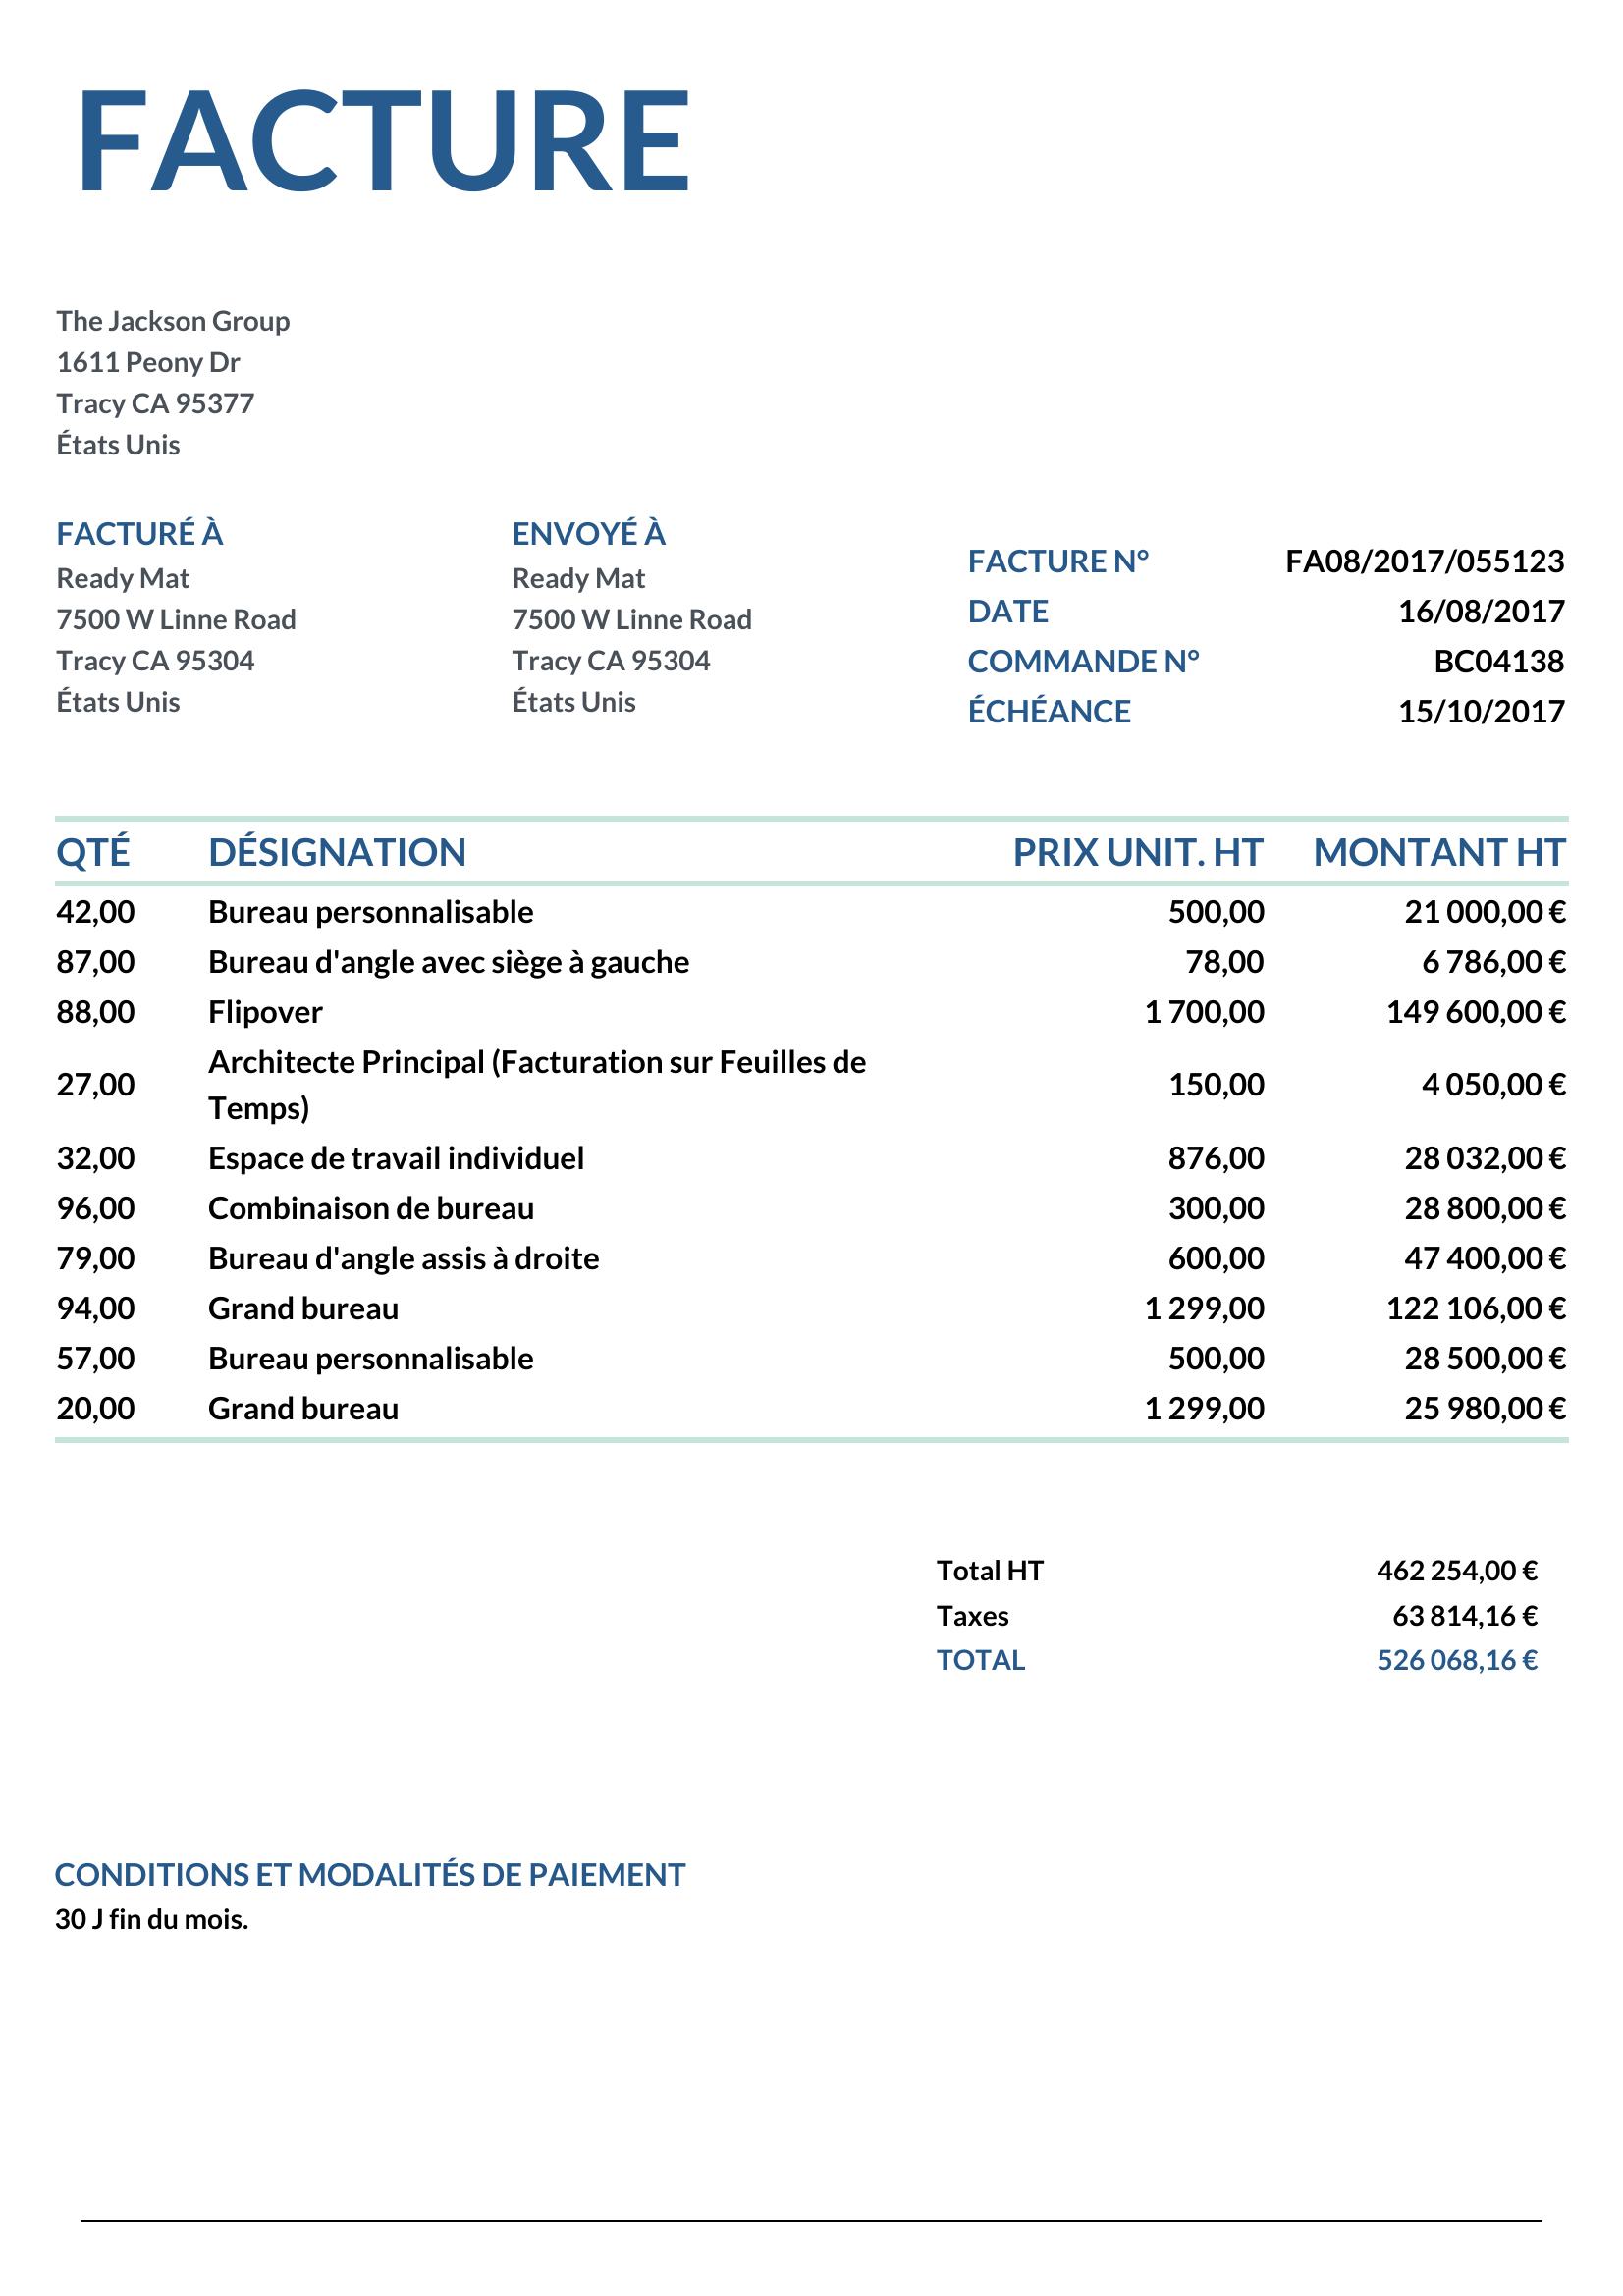 FACTURE
The Jackson Group
1611 Peony Dr
Tracy CA 95377
États Unis
FACTURÉ À
Ready Mat
7500 W Linne Road
Tracy CA 95304
États Unis
ENVOYÉ À
Ready Mat
7500 W Linne Road
Tracy CA 95304
États Unis
FACTURE N° FA08/2017/055123
DATE 16/08/2017
COMMANDE N° BC04138
ÉCHÉANCE 15/10/2017
QTÉ DÉSIGNATION PRIX UNIT. HT MONTANT HT
42,00 Bureau personnalisable 500,00 21 000,00 €
87,00 Bureau d'angle avec siège à gauche 78,00 6 786,00 €
88,00 Flipover 1 700,00 149 600,00 €
27,00 Architecte Principal (Facturation sur Feuilles de 150,00 4 050,00 €
Temps)
32,00 Espace de travail individuel 876,00 28 032,00 €
96,00 Combinaison de bureau 300,00 28 800,00 €
79,00 Bureau d'angle assis à droite 600,00 47 400,00 €
94,00 Grand bureau 1 299,00 122 106,00 €
57,00 Bureau personnalisable 500,00 28 500,00 €
20,00 Grand bureau 1 299,00 25 980,00 €
Total HT 462 254,00 €
Taxes 63 814,16 €
TOTAL 526 068,16 €
CONDITIONS ET MODALITÉS DE PAIEMENT
30 J fin du mois.